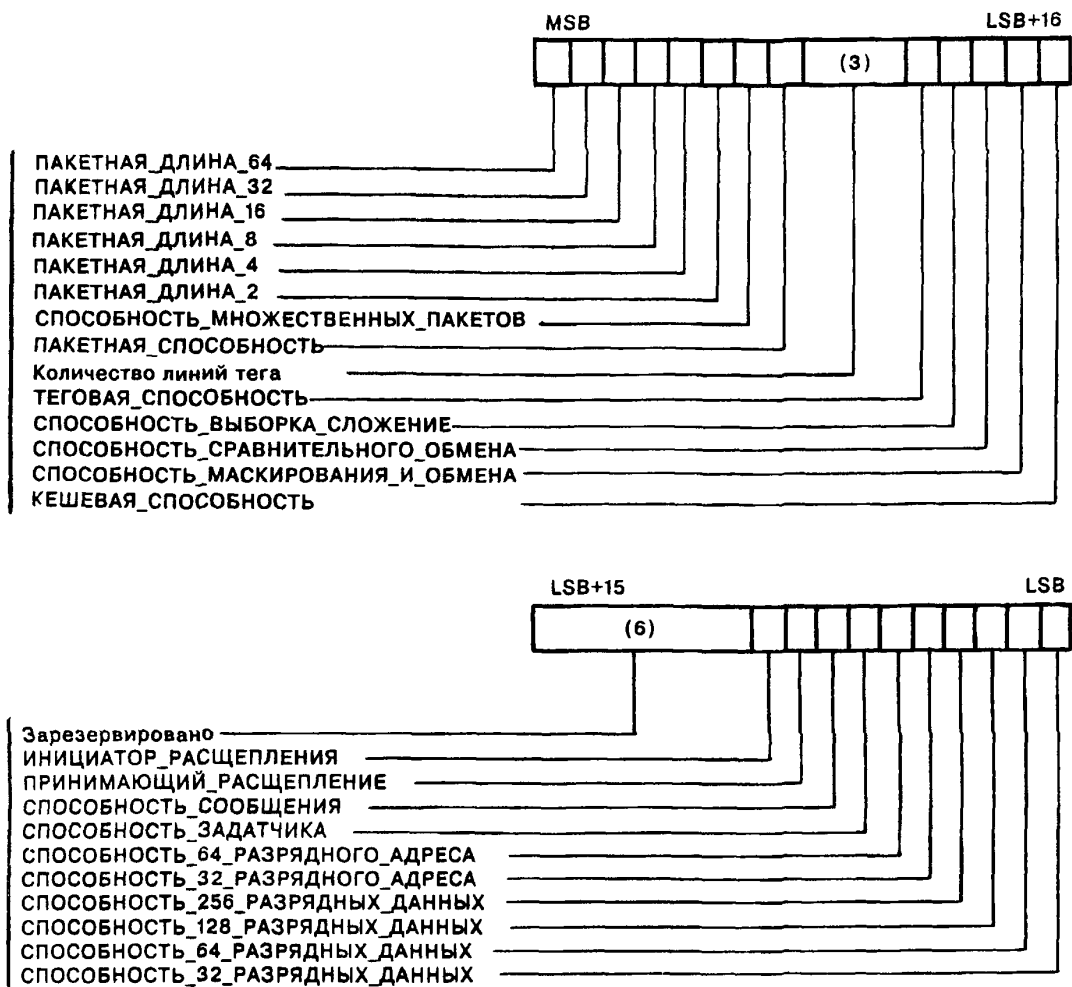 MSB LSB+16
(3)
ПАКЕТНАЯ_ДЛИНА_64
ПАКЕТНАЯ_ДЛИНА_32
ПАКЕТНАЯ_ДЛИНА_16
ПАКЕТНАЯ_ДЛИНА_8
ПАКЕТНАЯ_ДЛИНА_4
ПАКЕТНАЯ_ДЛИНА_2
СПОСОБНОСТЬ_МНОЖЕСТВЕННЫХ_ПАКЕТОВ
ПАКЕТНАЯ_СПОСОБНОСТЬ
Количество линий тега
ТЕГОВАЯ_СПОСОБНОСТЬ
СПОСОБНОСТЬ_ВЫБОРКА_СЛОЖЕНИЕ
СПОСОБНОСТЬ_СРАВНИТЕЛЬНОГО_ОБМЕНА
СПОСОБНОСТЬ_МАСКИРОВАНИЯ_И_ОБМЕНА
КЕШЕВАЯ_СПОСОБНОСТЬ
LSB+15 LSB
(6)
Зарезервировано
ИНИЦИАТОР_РАСЩЕПЛЕНИЯ
ПРИНИМАЮЩИЙ_РАСЩЕПЛЕНИЕ
СПОСОБНОСТЬ_СООБЩЕНИЯ
СПОСОБНОСТЬ_ЗАДАТЧИКА
СПОСОБНОСТЬ_64_РАЗРЯДНОГО_АДРЕСА
СПОСОБНОСТЬ_32_РАЗРЯДНОГО_АДРЕСА
СПОСОБНОСТЬ_256_РАЗРЯДНЫХ_ДАННЫХ
СПОСОБНОСТЬ_128_РАЗРЯДНЫХ_ДАННЫХ
СПОСОБНОСТЬ_64_РАЗРЯДНЫХ_ДАННЫХ
СПОСОБНОСТЬ_32_РАЗРЯДНЫХ_ДАННЫХ